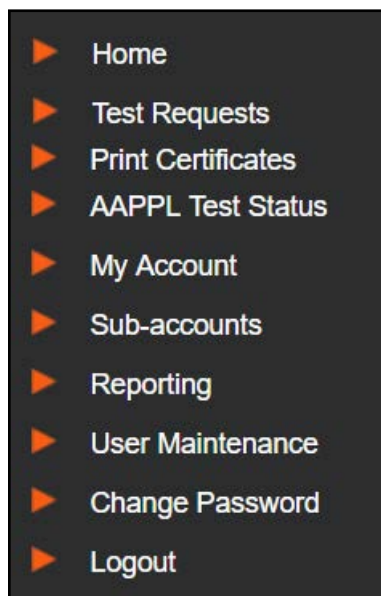 Home
Test Requests
Print Certificates
AAPPL Test Status
My Account
Sub-accounts
Reporting
User Maintenance
Change Password
Logout